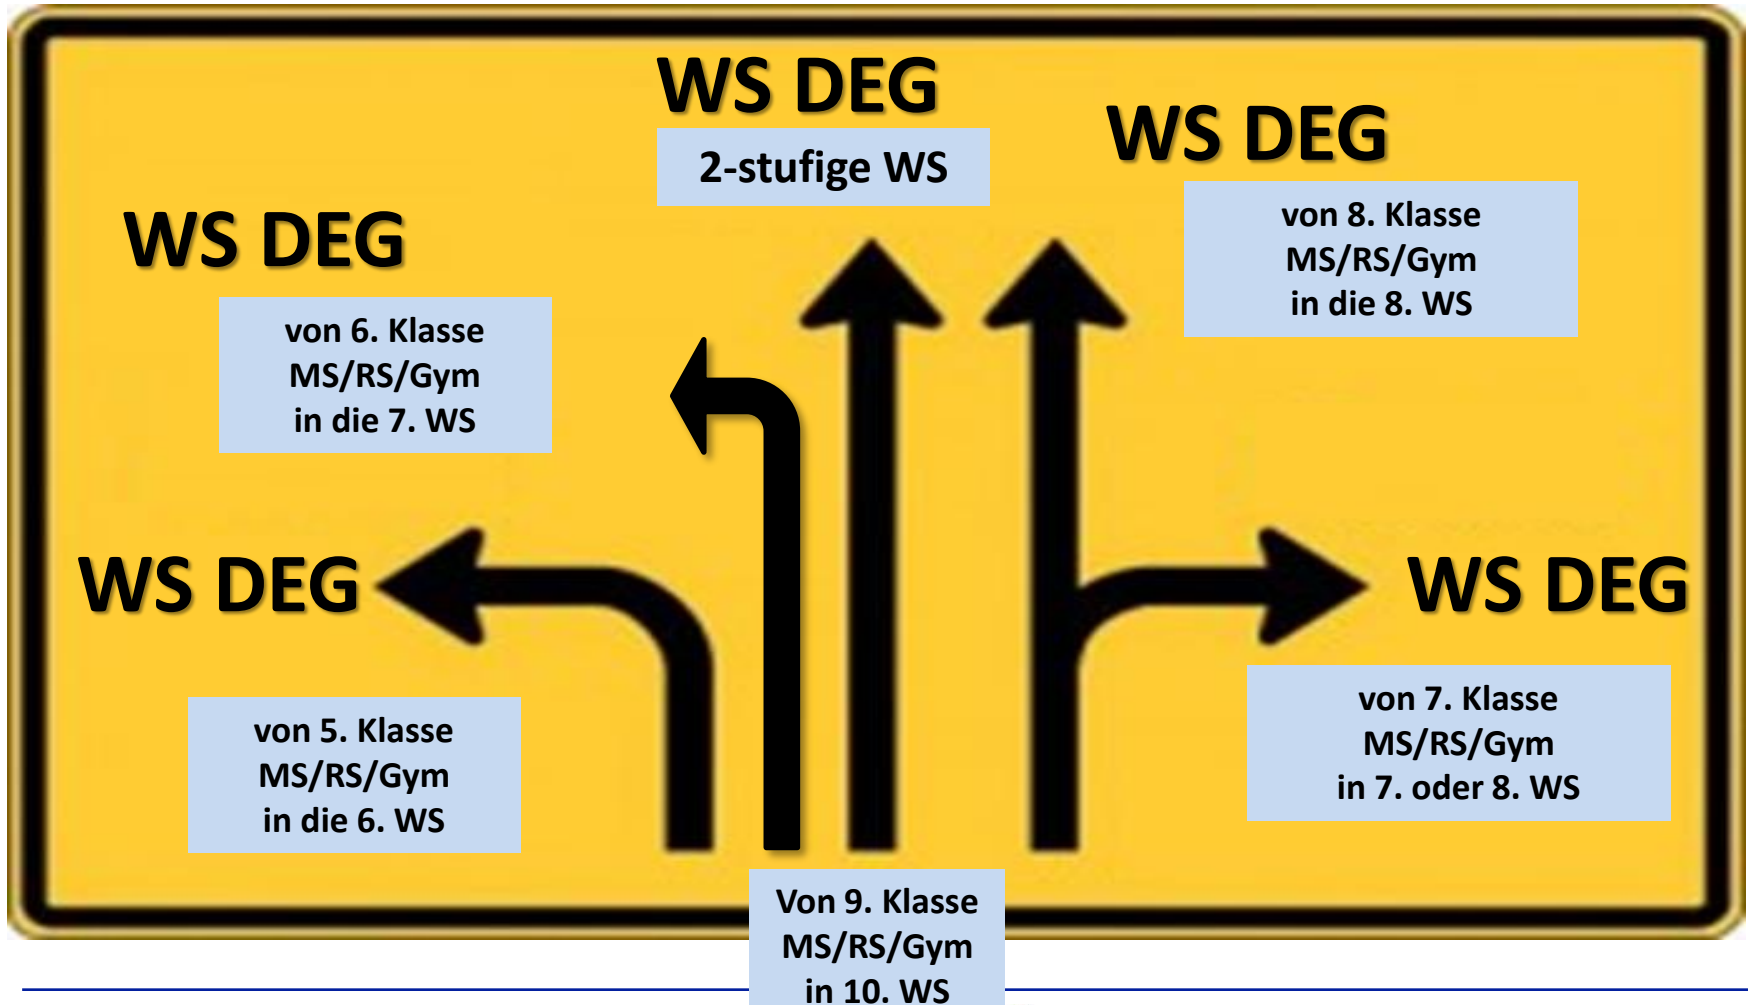 WS DEG
2-stufige WS
WS DEG
von 8. Klasse
MS/RS/Gym
in die 8. WS
WS DEG
von 6. Klasse
MS/RS/Gym
in die 7. WS
WS DEG
von 5. Klasse
MS/RS/Gym
in die 6. WS
WS DEG
von 7. Klasse
MS/RS/Gym
in 7. oder 8. WS
Von 9. Klasse
MS/RS/Gym
in 10. WS